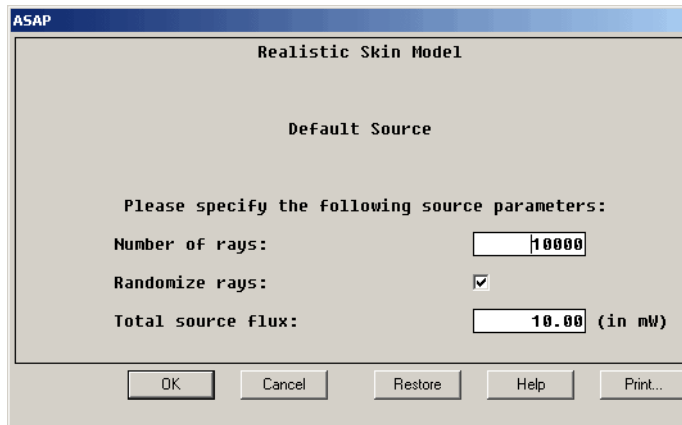 ASAP
Realistic Skin Model
Default Source
Please specify the following source parameters:
Number of rays: 10000
Randomize rays:
Total source flux: 10.00 (in mW)
OK Cancel Restore Help Print...